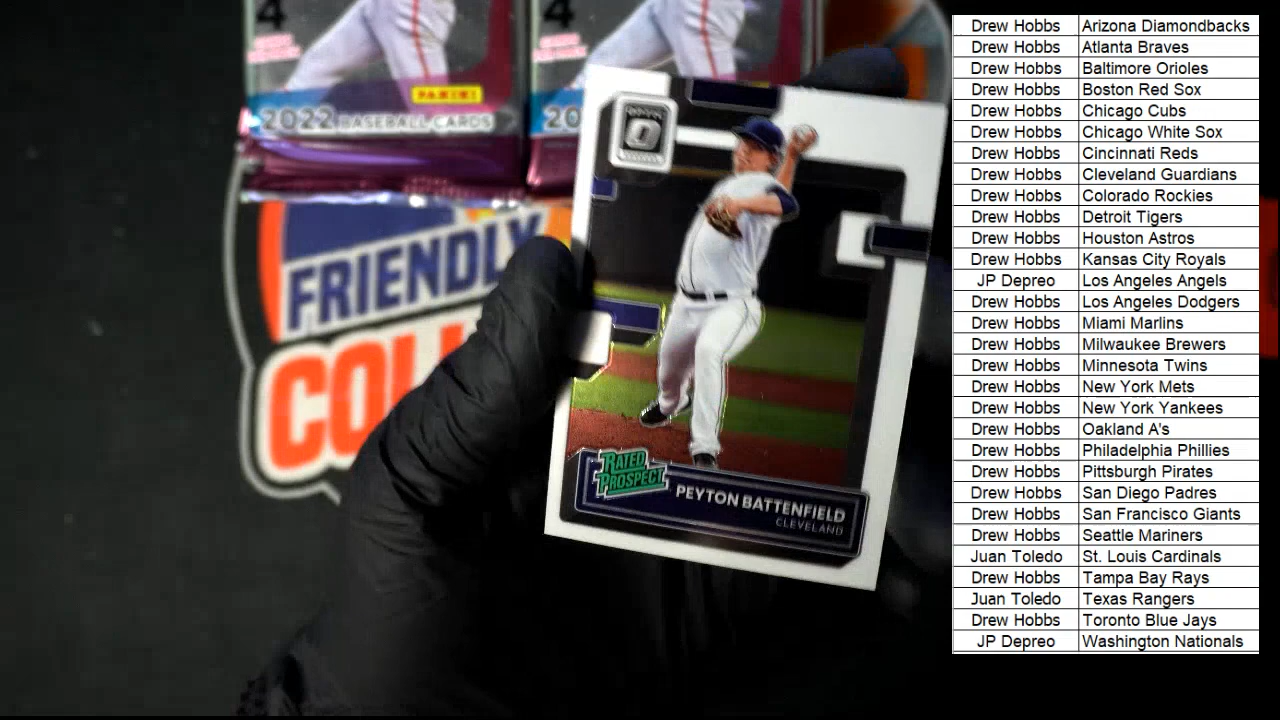 4
4
PANINI
2022 BASEBALL CARDS
20
FRIENDLY
RATED
PROSPECT
PEYTON BATTENFIELD
CLEVELAND
Drew Hobbs Arizona Diamondbacks
Drew Hobbs Atlanta Braves
Drew Hobbs Baltimore Orioles
Drew Hobbs Boston Red Sox
Drew Hobbs Chicago Cubs
Drew Hobbs Chicago White Sox
Drew Hobbs Cincinnati Reds
Drew Hobbs Cleveland Guardians
Drew Hobbs Colorado Rockies
Drew Hobbs Detroit Tigers
Drew Hobbs Houston Astros
Drew Hobbs Kansas City Royals
JP Depreo Los Angeles Angels
Drew Hobbs Los Angeles Dodgers
Drew Hobbs Miami Marlins
Drew Hobbs Milwaukee Brewers
Drew Hobbs Minnesota Twins
Drew Hobbs New York Mets
Drew Hobbs New York Yankees
Drew Hobbs Oakland A's
Drew Hobbs Philadelphia Phillies
Drew Hobbs Pittsburgh Pirates
Drew Hobbs San Diego Padres
Drew Hobbs San Francisco Giants
Drew Hobbs Seattle Mariners
Juan Toledo St. Louis Cardinals
Drew Hobbs Tampa Bay Rays
Juan Toledo Texas Rangers
Drew Hobbs Toronto Blue Jays
JP Depreo Washington Nationals